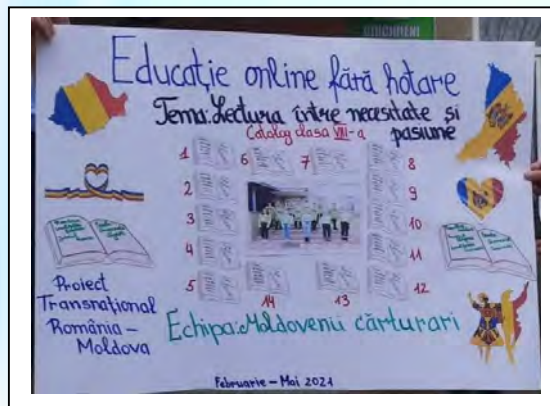 Educație online fără hotare
Tema: Lectura între necesitate și
pasiune
Catalog clasa VIII-a
1
6
7
8
2
9
3
10
4
11
5
14
13
12
Proiect
Transnațional
România–
Moldova
Echipa: Moldovenii cărturari
Februarie – Mai 2021